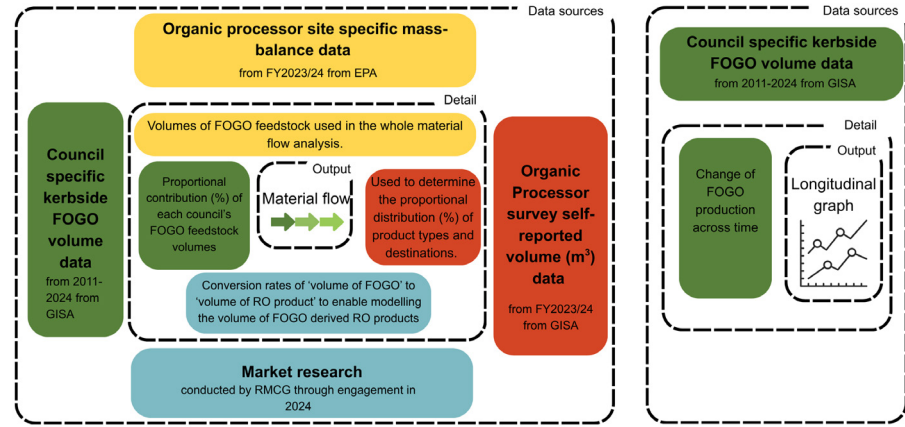 Data sources
Organic processor site specific mass-
balance data
from FY2023/24 from EPA
Detail
Volumes of FOGO feedstock used in the whole material
flow analysis.
Council
specific
kerbside
FOGO
volume
data
from 2011-
2024 from
GISA
Proportional
contribution (%) of
each council's
FOGO feedstock
volumes
Output
Material flow
Used to determine
the proportional
distribution (%) of
product types and
destinations.
Organic
Processor
survey self-
reported
volume (m³)
data
from FY2023/24
from GISA
Conversion rates of ‘volume of FOGO’ to
‘volume of RO product’ to enable modelling
the volume of FOGO derived RO products
Market research
conducted by RMCG through engagement in
2024
Data sources
Council specific kerbside
FOGO volume data
from 2011-2024 from GISA
Detail
Change of
FOGO
production
across time
Output
Longitudinal
graph